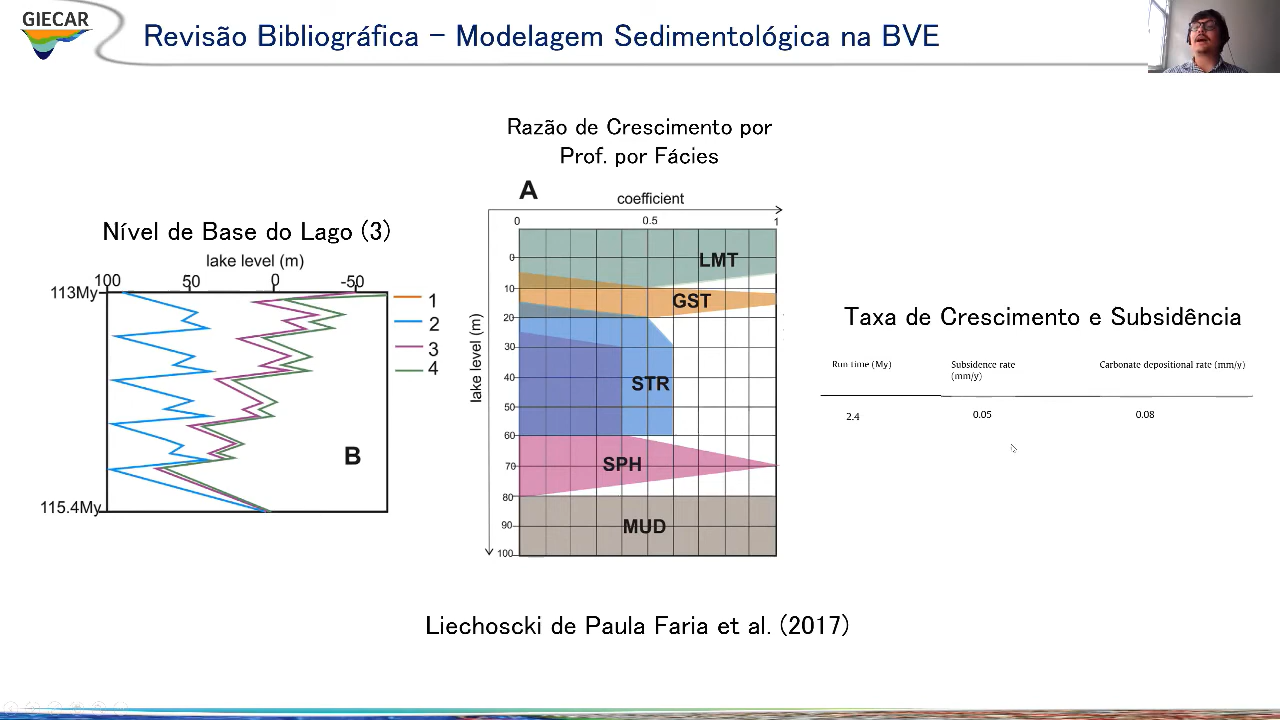 GIECAR
Revisão Bibliográfica – Modelagem Sedimentológica na BVE
Razão de Crescimento por
Prof. por Fácies
A
coefficient
0 0.5 1
Nível de Base do Lago (3)
lake level (m)
100 50 0 -50
113My
115.4My
1
2
3
4
B
lake level (m)
0
10
20
30
40
50
60
70
80
90
100
LMT
GST
STR
SPH
MUD
Taxa de Crescimento e Subsidência
Run time (My) Subsidence rate Carbonate depositional rate (mm/y)
(mm/y)
2.4 0.05 0.08
Liechoscki de Paula Faria et al. (2017)